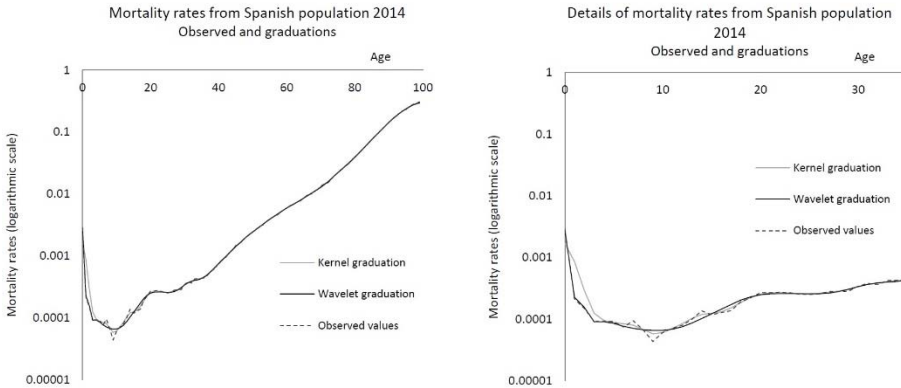 Mortality rates from Spanish population 2014
Observed and graduations
Age
1
0 20 40 60 80 100
0.1
0.01
0.001
0.0001
0.00001
Mortality rates (logarithmic scale)
Kernel graduation
Wavelet graduation
Observed values
Details of mortality rates from Spanish population
2014
Observed and graduations
Age
1
0 10 20 30
0.1
0.01
0.001
0.0001
0.00001
Mortality rates (logarithmic scale)
Kernel graduation
Wavelet graduation
Observed values